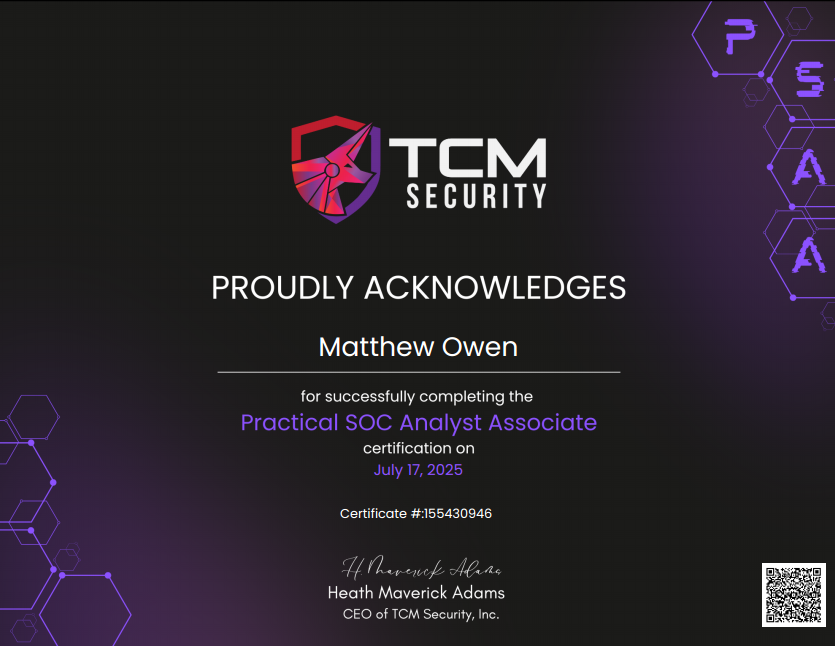 P
S
A
A
TCM
SECURITY
PROUDLY ACKNOWLEDGES
Matthew Owen
for successfully completing the
Practical SOC Analyst Associate
certification on
July 17, 2025
Certificate #:155430946
H. Maverick Adams
Heath Maverick Adams
CEO of TCM Security, Inc.